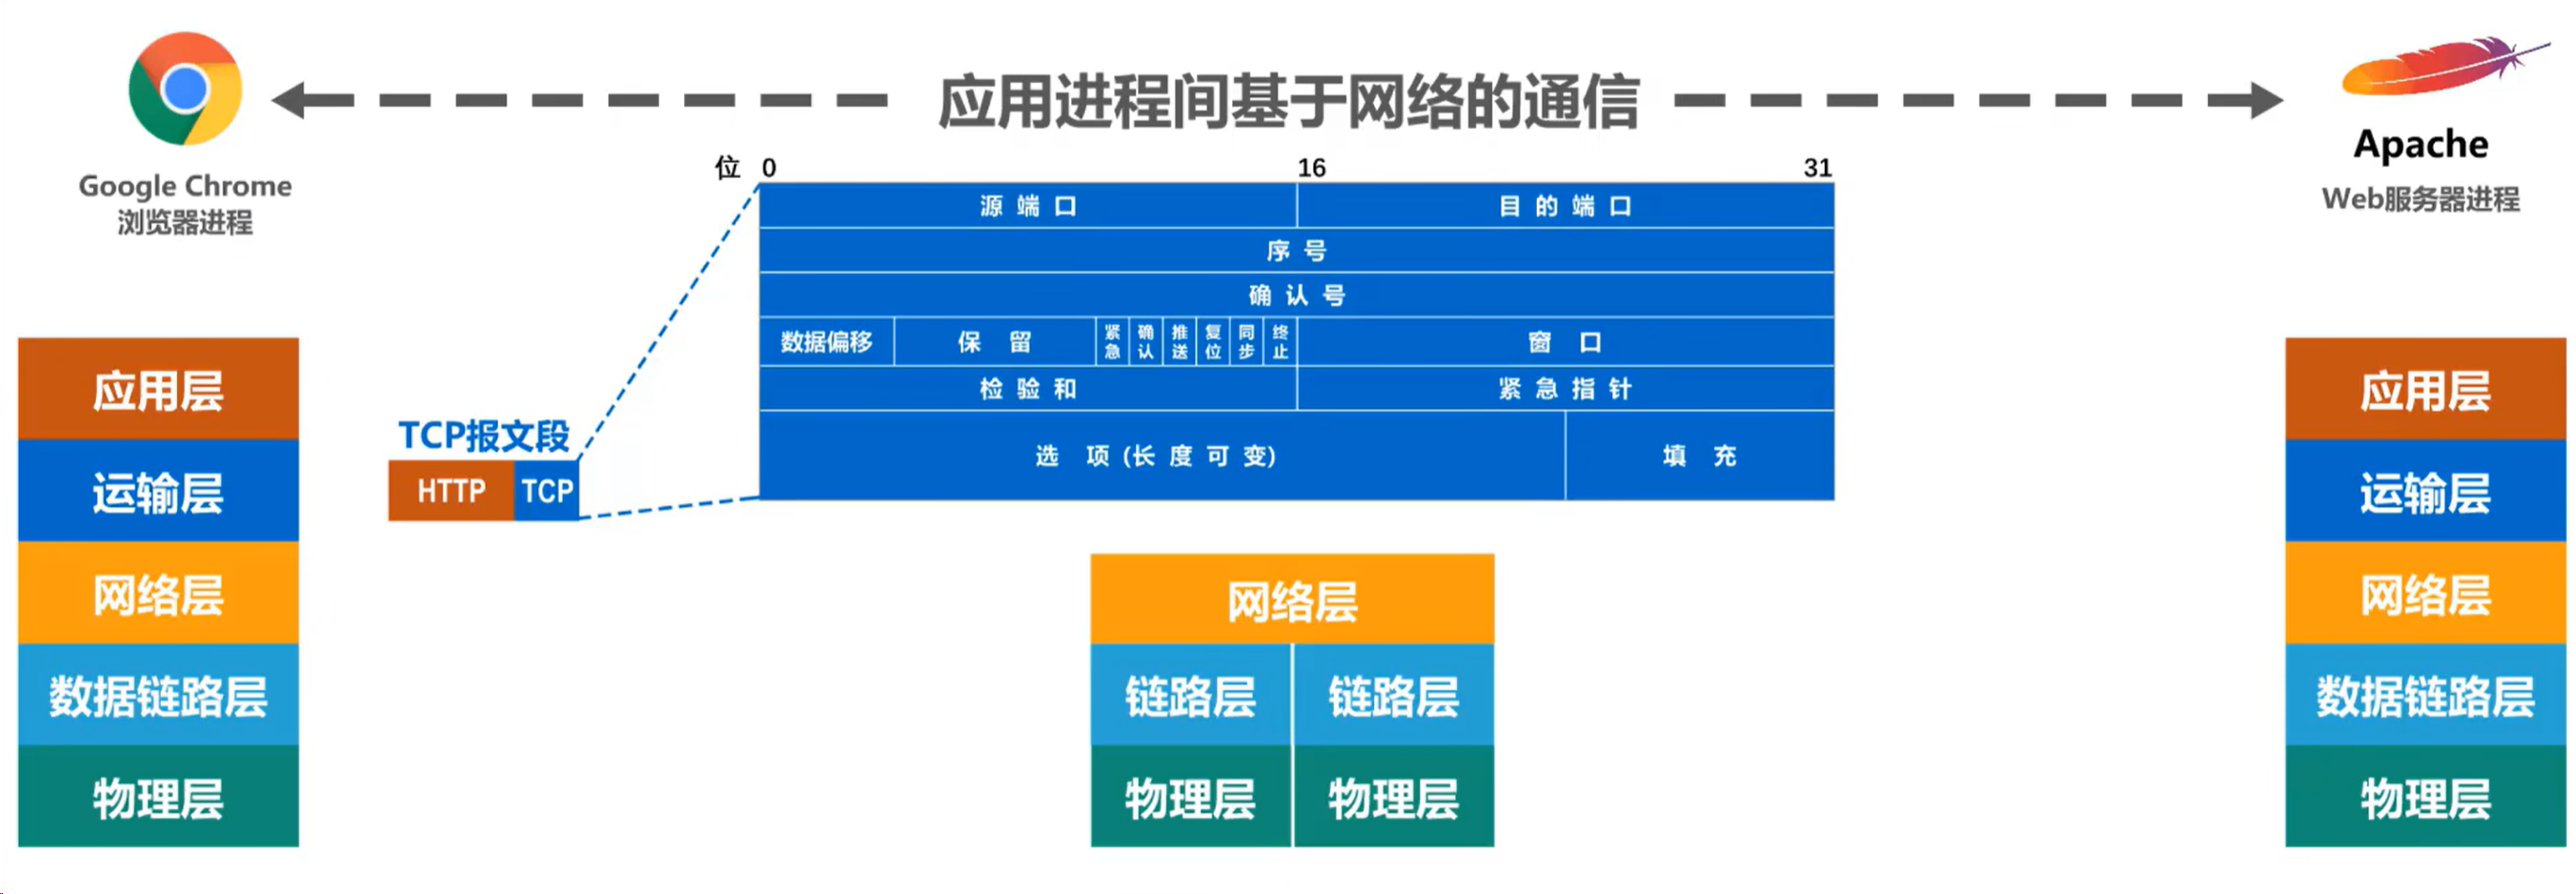 应用进程间基于网络的通信
Google Chrome
浏览器进程
Apache
Web服务器进程
位 0 16 31
源端口 目的端口
序号
确认号
数据偏移 保留 紧急 确认 推送 复位 同步 终止 窗口
检验和 紧急指针
选项(长度可变) 填充
TCP报文段
HTTP TCP
应用层
运输层
网络层
数据链路层
物理层
网络层
链路层 链路层
物理层 物理层
应用层
运输层
网络层
数据链路层
物理层